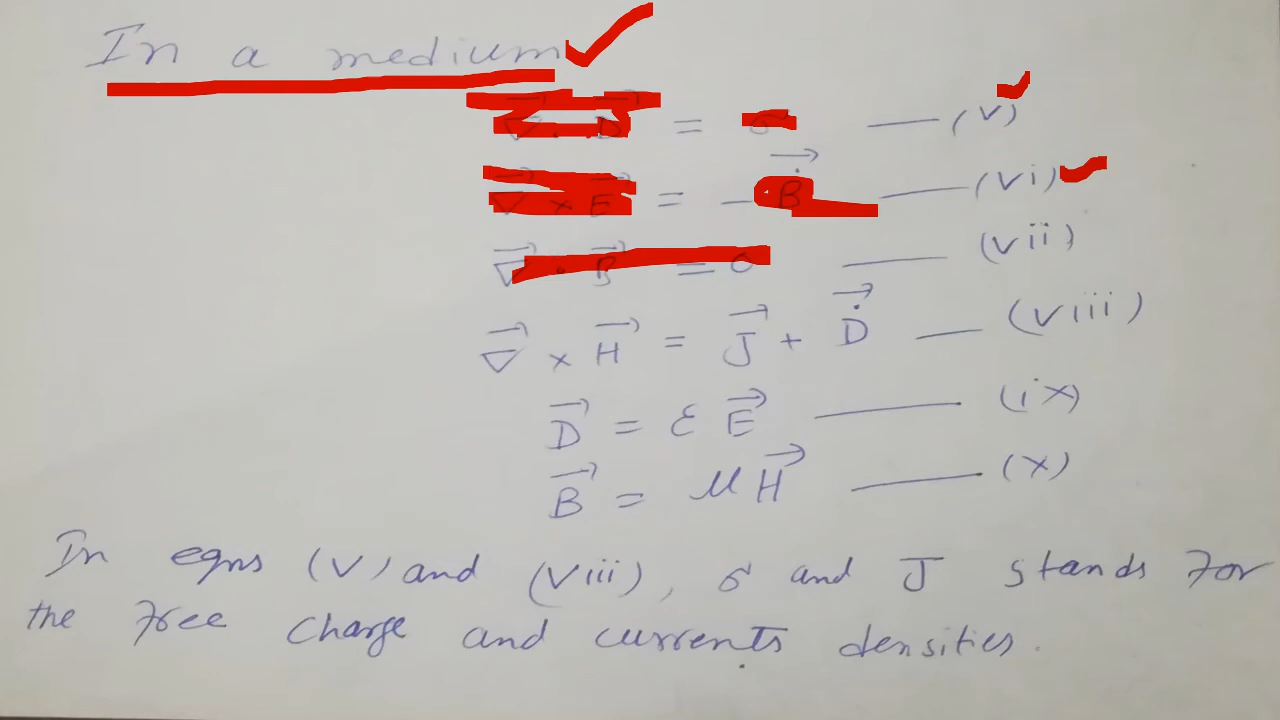 In a medium
∇⃗ · D⃗ = σ —— (v)
∇⃗ × E⃗ = – Ḃ⃗ —— (vi)
∇⃗ · B⃗ = 0 —— (vii)
∇⃗ × H⃗ = J⃗ + Ḋ⃗ —— (viii)
D⃗ = ε E⃗ —— (ix)
B⃗ = μ H⃗ —— (x)
In eqns (v) and (viii), σ and J stands for
the free charge and currents densities.